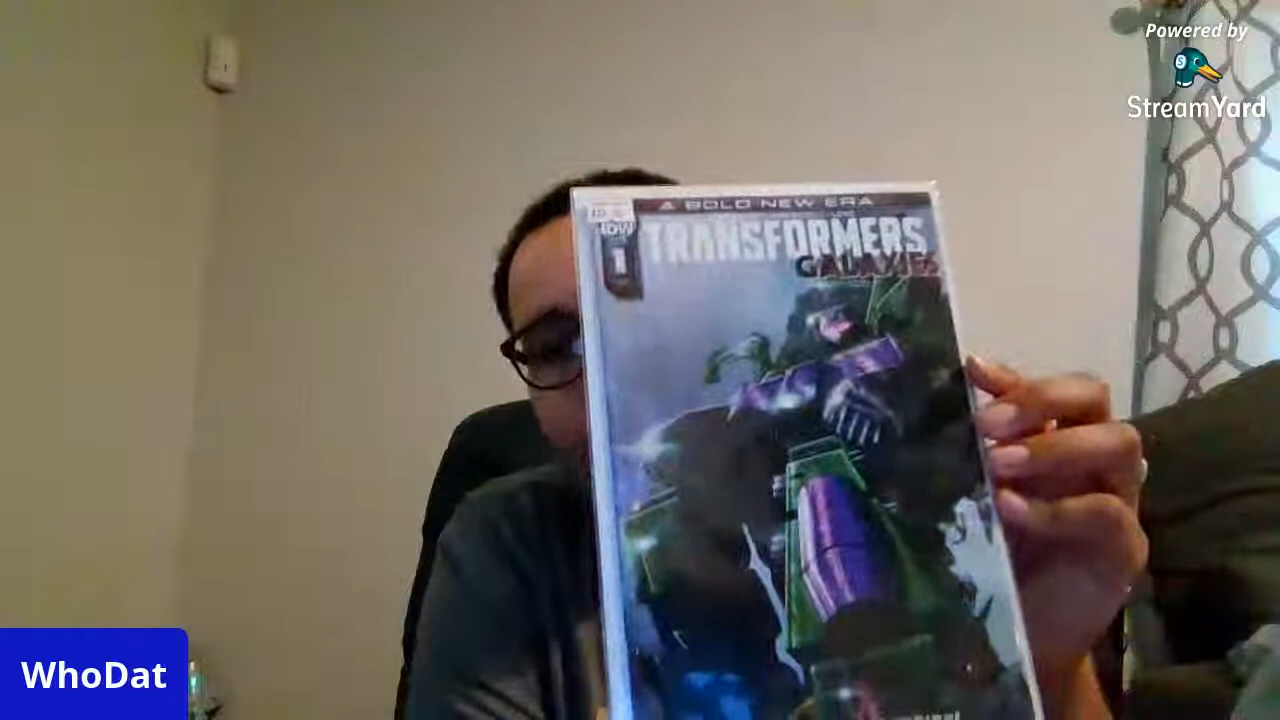 Powered by
StreamYard
A BOLD NEW ERA
IDW
TRANSFORMERS
1
GALAXIES
WhoDat